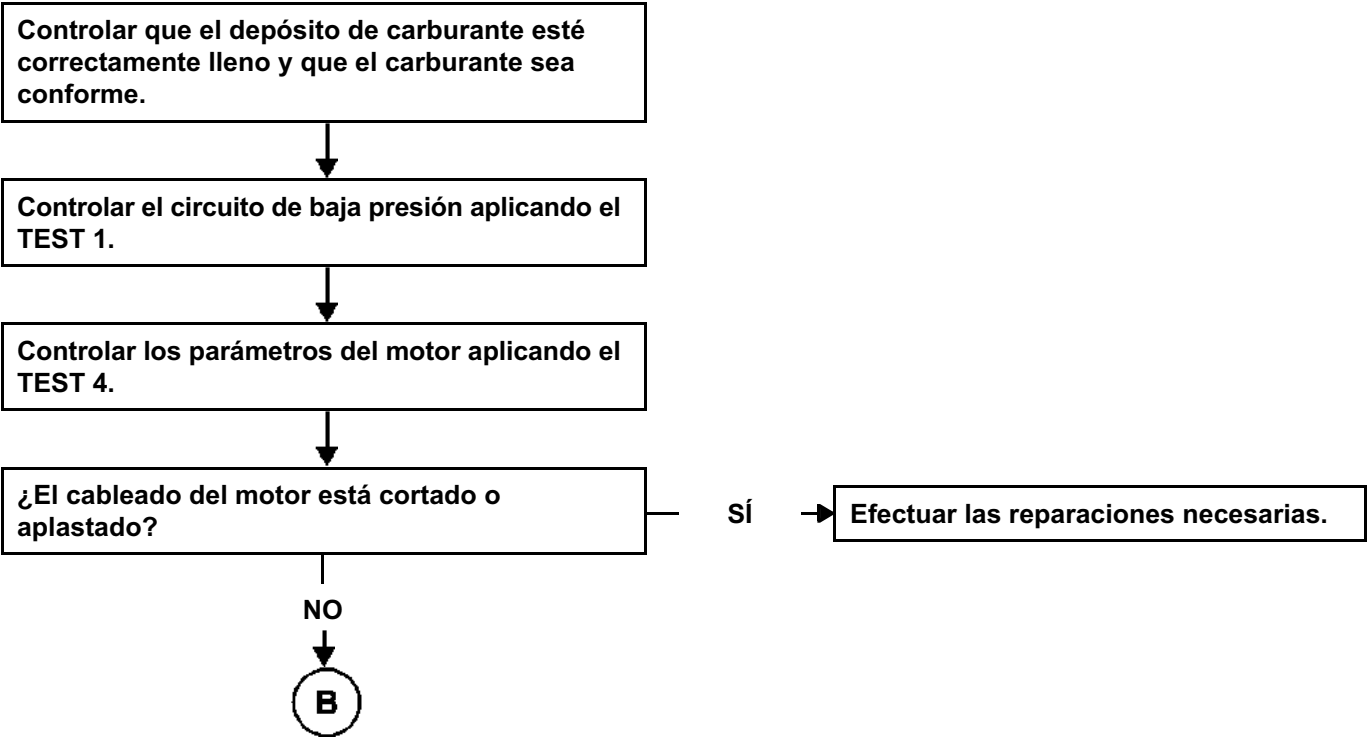 Controlar que el depósito de carburante esté
correctamente lleno y que el carburante sea
conforme.
Controlar el circuito de baja presión aplicando el
TEST 1.
Controlar los parámetros del motor aplicando el
TEST 4.
¿El cableado del motor está cortado o
aplastado?
SÍ
Efectuar las reparaciones necesarias.
NO
B